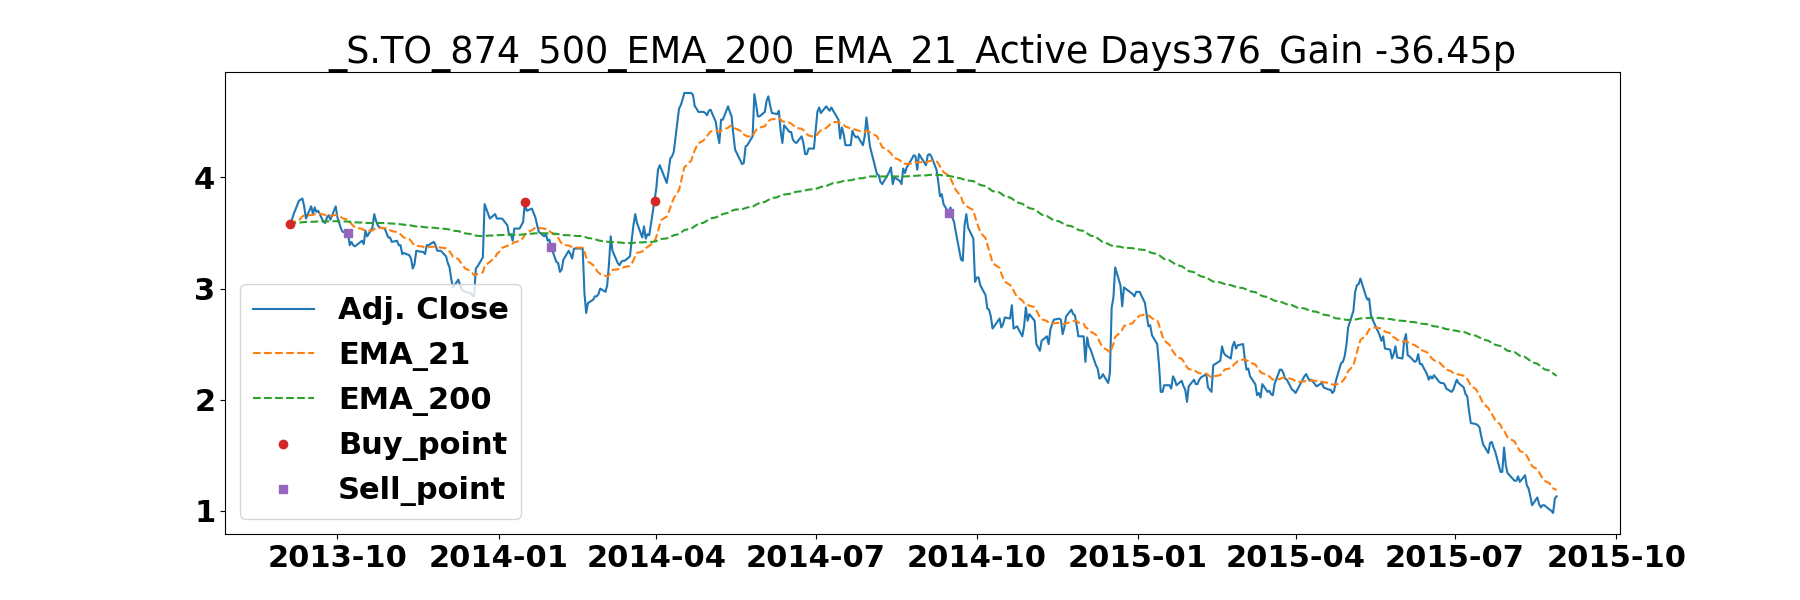 _S.TO_874_500_EMA_200_EMA_21_Active Days376_Gain -36.45p
4
3
2
1
Adj. Close
EMA_21
EMA_200
Buy_point
Sell_point
2013-10 2014-01 2014-04 2014-07 2014-10 2015-01 2015-04 2015-07 2015-10